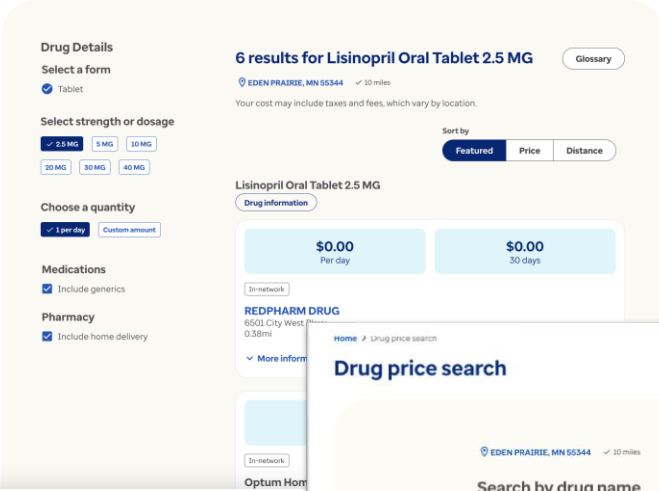 Drug Details
Select a form
Tablet
Select strength or dosage
2.5 MG 5 MG 10 MG
20 MG 30 MG 40 MG
Choose a quantity
1 per day Custom amount
Medications
Include generics
Pharmacy
Include home delivery
6 results for Lisinopril Oral Tablet 2.5 MG
Glossary
EDEN PRAIRIE, MN 55344 10 miles
Your cost may include taxes and fees, which vary by location.
Sort by
Featured Price Distance
Lisinopril Oral Tablet 2.5 MG
Drug information
$0.00 $0.00
Per day 30 days
In-network
REDPHARM DRUG
6501 City West
0.38mi
More inform
In-network
Optum Hom
Home Drug price search
Drug price search
EDEN PRAIRIE, MN 55344 10 miles
Search by drug name